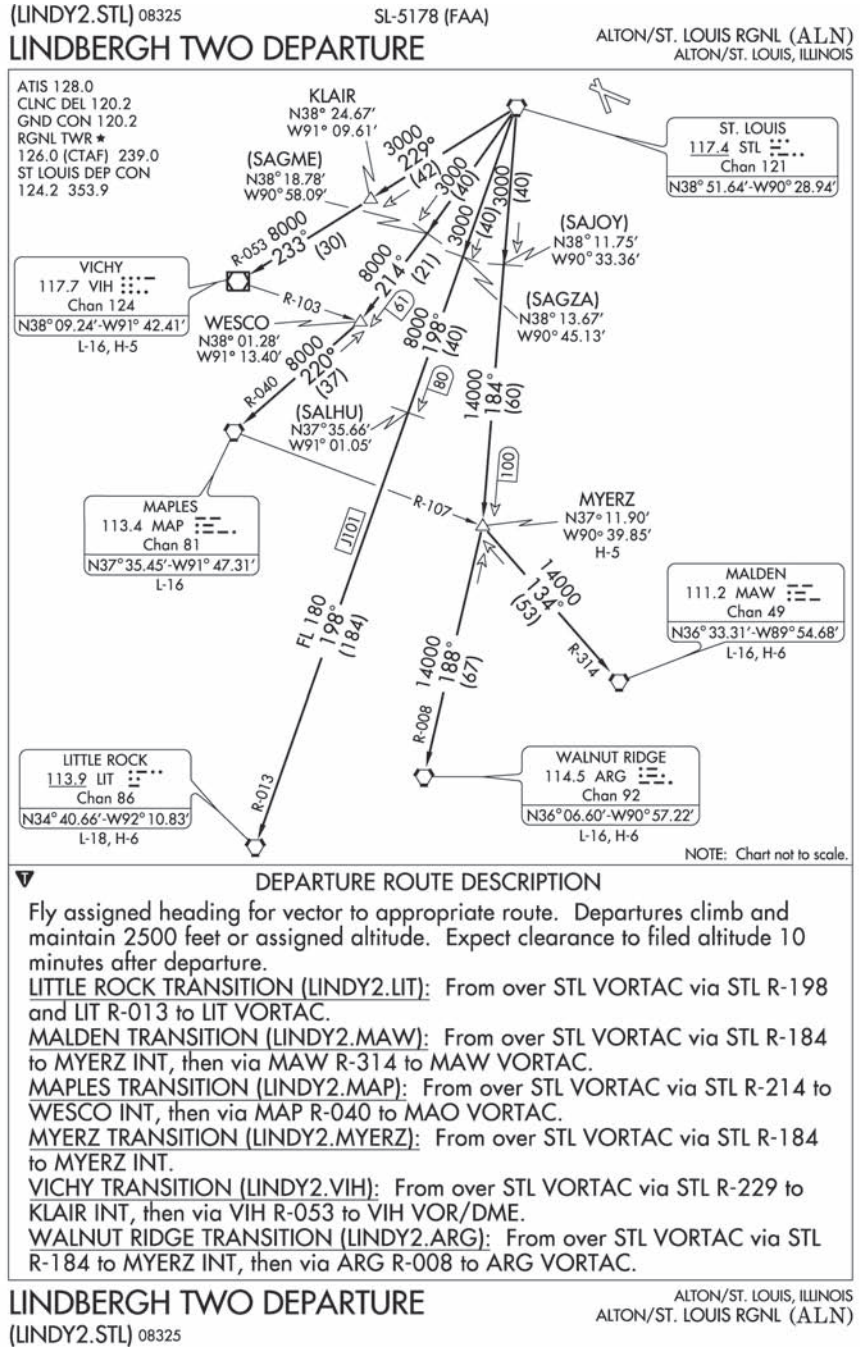 (LINDY2.STL) 08325
SL-5178 (FAA)
ALTON/ST. LOUIS RGNL (ALN)
LINDBERGH TWO DEPARTURE
ALTON/ST. LOUIS, ILLINOIS
ATIS 128.0
CLNC DEL 120.2
GND CON 120.2
RGNL TWR ★
126.0 (CTAF) 239.0
ST LOUIS DEP CON
124.2 353.9
KLAIR
N38° 24.67′
W91° 09.61′
(SAGME)
N38° 18.78′
W90° 58.09′
3000
229°
(42)
3000
(40)
3000
(40)
3000
(40)
ST. LOUIS
117.4 STL
Chan 121
N38° 51.64′-W90° 28.94′
(SAJOY)
N38° 11.75′
W90° 33.36′
(SAGZA)
N38° 13.67′
W90° 45.13′
R-053
8000
233°
(30)
8000
214°
(21)
8000
198°
(40)
14000
184°
(60)
VICHY
117.7 VIH
Chan 124
N38° 09.24′-W91° 42.41′
L-16, H-5
R-103
61
WESCO
N38° 01.28′
W91° 13.40′
R-040
8000
220°
(37)
80
(SALHU)
N37° 35.66′
W91° 01.05′
100
R-107
MAPLES
113.4 MAP
Chan 81
N37° 35.45′-W91° 47.31′
L-16
MYERZ
N37° 11.90′
W90° 39.85′
H-5
J101
14000
134°
(53)
R-314
MALDEN
111.2 MAW
Chan 49
N36° 33.31′-W89° 54.68′
L-16, H-6
FL 180
198°
(184)
14000
188°
(67)
R-008
R-013
LITTLE ROCK
113.9 LIT
Chan 86
N34° 40.66′-W92° 10.83′
L-18, H-6
WALNUT RIDGE
114.5 ARG
Chan 92
N36° 06.60′-W90° 57.22′
L-16, H-6
NOTE: Chart not to scale.
T
DEPARTURE ROUTE DESCRIPTION
Fly assigned heading for vector to appropriate route. Departures climb and
maintain 2500 feet or assigned altitude. Expect clearance to filed altitude 10
minutes after departure.
LITTLE ROCK TRANSITION (LINDY2.LIT): From over STL VORTAC via STL R-198
and LIT R-013 to LIT VORTAC.
MALDEN TRANSITION (LINDY2.MAW): From over STL VORTAC via STL R-184
to MYERZ INT, then via MAW R-314 to MAW VORTAC.
MAPLES TRANSITION (LINDY2.MAP): From over STL VORTAC via STL R-214 to
WESCO INT, then via MAP R-040 to MAO VORTAC.
MYERZ TRANSITION (LINDY2.MYERZ): From over STL VORTAC via STL R-184
to MYERZ INT.
VICHY TRANSITION (LINDY2.VIH): From over STL VORTAC via STL R-229 to
KLAIR INT, then via VIH R-053 to VIH VOR/DME.
WALNUT RIDGE TRANSITION (LINDY2.ARG): From over STL VORTAC via STL
R-184 to MYERZ INT, then via ARG R-008 to ARG VORTAC.
LINDBERGH TWO DEPARTURE
ALTON/ST. LOUIS, ILLINOIS
ALTON/ST. LOUIS RGNL (ALN)
(LINDY2.STL) 08325